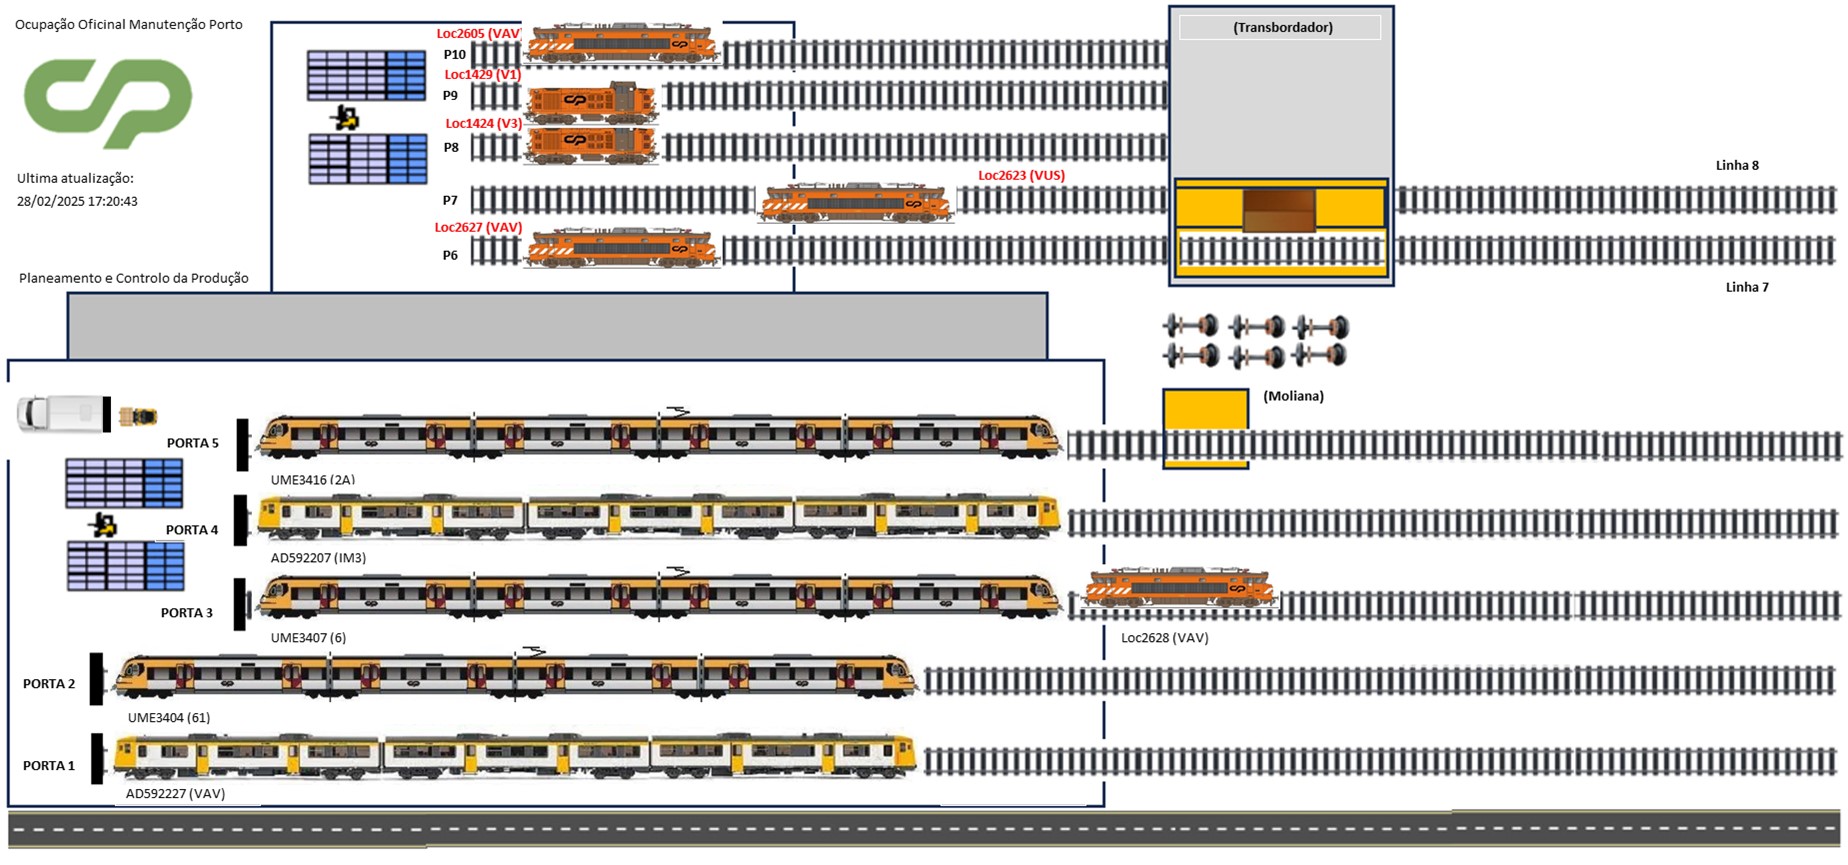 Ocupação Oficinal Manutenção Porto
CP
Ultima atualização:
28/02/2025 17:20:43
Planeamento e Controlo da Produção
Loc2605 (VAV)
P10
Loc1429 (V1)
P9
Loc1424 (V3)
P8
Loc2623 (VUS)
P7
Loc2627 (VAV)
P6
(Transbordador)
Linha 8
Linha 7
(Moliana)
PORTA 5
UME3416 (2A)
PORTA 4
AD592207 (IM3)
PORTA 3
UME3407 (6)
Loc2628 (VAV)
PORTA 2
UME3404 (61)
PORTA 1
AD592227 (VAV)